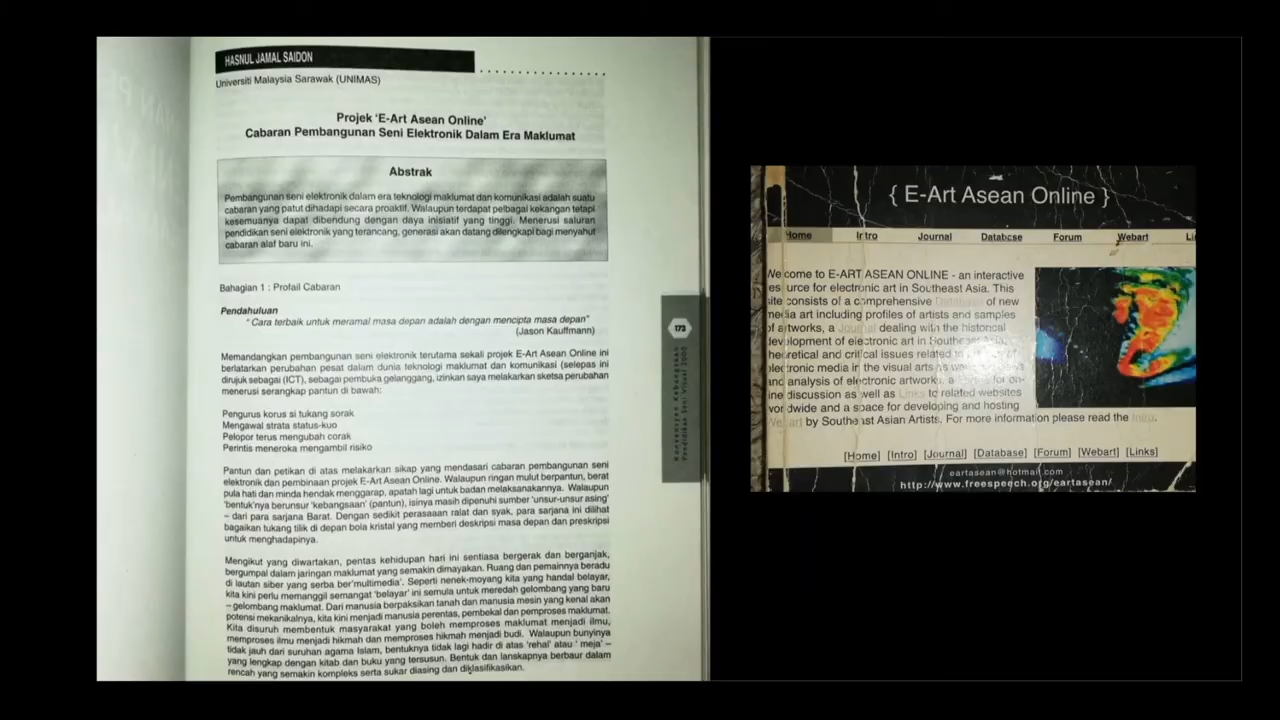 HASNUL JAMAL SAIDON
Universiti Malaysia Sarawak (UNIMAS)
Projek 'E-Art Asean Online'
Cabaran Pembangunan Seni Elektronik Dalam Era Maklumat
Abstrak
Pembangunan seni elektronik dalam era teknologi maklumat dan komunikasi adalah suatu
cabaran yang patut dihadapi secara proaktif. Walaupun terdapat pelbagai kekangan tetapi
kesemuanya dapat dibendung dengan daya inisiatif yang tinggi. Menerusi saluran
pendidikan seni elektronik yang terancang, generasi akan datang dilengkapi bagi menyahut
cabaran alaf baru ini.
Bahagian 1 : Profail Cabaran
Pendahuluan
" Cara terbaik untuk meramal masa depan adalah dengan mencipta masa depan"
(Jason Kauffmann)
Memandangkan pembangunan seni elektronik terutama sekali projek E-Art Asean Online ini
berlatarkan perubahan pesat dalam dunia teknologi maklumat dan komunikasi (selepas ini
dirujuk sebagai (ICT), sebagai pembuka gelanggang, izinkan saya melakarkan sketsa perubahan
menerusi serangkap pantun di bawah:
Pengurus korus si tukang sorak
Mengawal strata status-kuo
Pelopor terus mengubah corak
Perintis meneroka mengambil risiko
Pantun dan petikan di atas melakarkan sikap yang mendasari cabaran pembangunan seni
elektronik dan pembinaan projek E-Art Asean Online. Walaupun ringan mulut berpantun, berat
pula hati dan minda hendak menggarap, apatah lagi untuk badan melaksanakannya. Walaupun
'bentuk'nya berunsur 'kebangsaan' (pantun), isinya masih dipenuhi sumber 'unsur-unsur asing'
– dari para sarjana Barat. Dengan sedikit perasaaan ralat dan syak, para sarjana ini dilihat
bagaikan tukang tilik di depan bola kristal yang memberi deskripsi masa depan dan preskripsi
untuk menghadapinya.
Mengikut yang diwartakan, pentas kehidupan hari ini sentiasa bergerak dan berganjak,
bergumpal dalam jaringan maklumat yang semakin dimayakan. Ruang dan pemainnya beradu
di lautan siber yang serba ber'multimedia'. Seperti nenek-moyang kita yang handal belayar,
kita kini perlu memanggil semangat 'belayar' ini semula untuk meredah gelombang yang baru
– gelombang maklumat. Dari manusia berpaksikan tanah dan manusia mesin yang kenal akan
potensi mekanikalnya, kita kini menjadi manusia perentas, pembekal dan pemproses maklumat.
Kita disuruh membentuk masyarakat yang boleh memproses maklumat menjadi ilmu,
memproses ilmu menjadi hikmah dan memproses hikmah menjadi budi. Walaupun bunyinya
tidak jauh dari suruhan agama Islam, bentuknya tidak lagi hadir di atas 'rehal' atau ' meja' –
yang lengkap dengan kitab dan buku yang tersusun. Bentuk dan lanskapnya berbaur dalam
rencah yang semakin kompleks serta sukar diasing dan diklasifikasikan.
173
Konvensyen Kebangsaan
Pendidikan Seni Visual 2000
{ E-Art Asean Online }
Home Intro Journal Database Forum Webart Li
Welcome to E-ART ASEAN ONLINE - an interactive
resource for electronic art in Southeast Asia. This
site consists of a comprehensive Database of new
media art including profiles of artists and samples
of artworks, a Journal dealing with the historical
development of electronic art in Southeast Asia,
theoretical and critical issues related to of
electronic media in the visual arts as
and analysis of electronic artworks, a for on-
line discussion as well as Links to related websites
worldwide and a space for developing and hosting
Webart by Southeast Asian Artists. For more information please read the Intro.
[Home] [Intro] [Journal] [Database] [Forum] [Webart] [Links]
eartasean@hotmail.com
http://www.freespeech.org/eartasean/